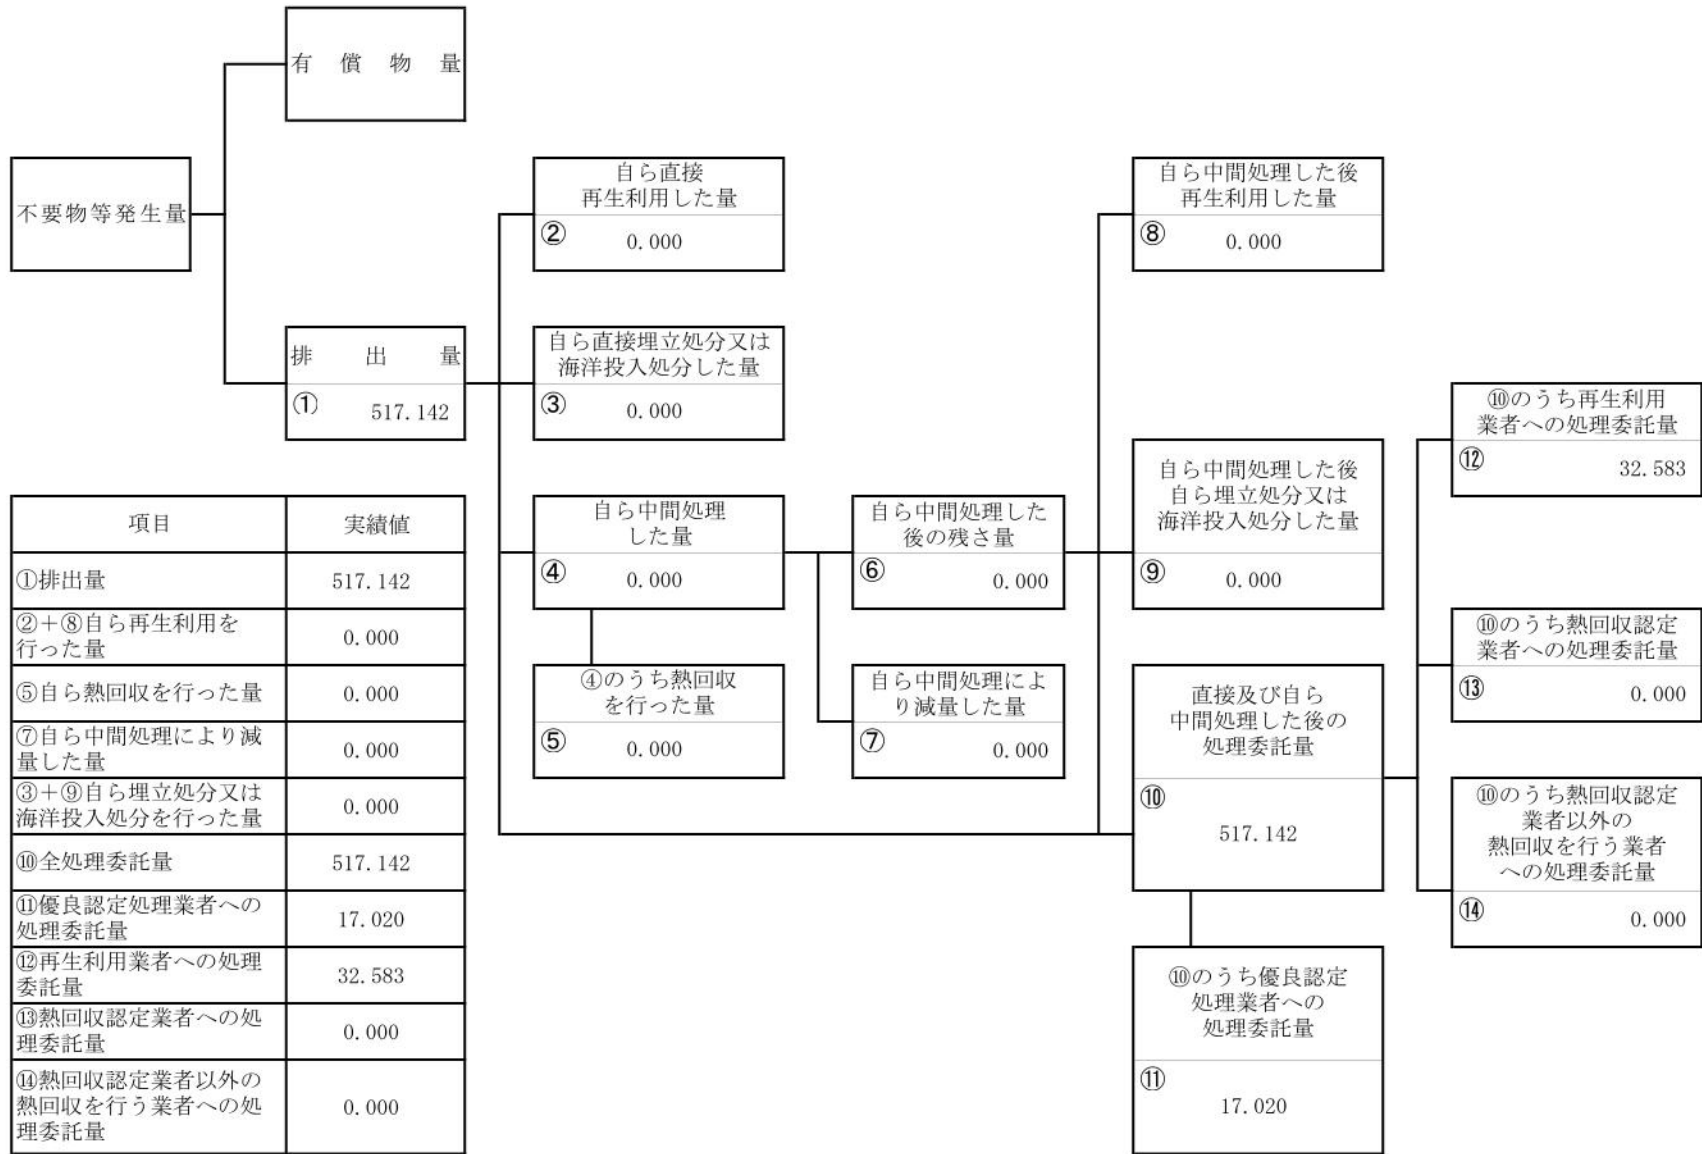 有償物量
不要物等発生量
排出量
① 517.142
自ら直接
再生利用した量
② 0.000
自ら直接埋立処分又は
海洋投入処分した量
③ 0.000
自ら中間処理
した量
④ 0.000
④のうち熱回収
を行った量
⑤ 0.000
自ら中間処理した
後の残さ量
⑥ 0.000
自ら中間処理によ
り減量した量
⑦ 0.000
自ら中間処理した後
再生利用した量
⑧ 0.000
自ら中間処理した後
自ら埋立処分又は
海洋投入処分した量
⑨ 0.000
直接及び自ら
中間処理した後の
処理委託量
⑩
517.142
⑩のうち優良認定
処理業者への
処理委託量
⑪
17.020
⑩のうち再生利用
業者への処理委託量
⑫ 32.583
⑩のうち熱回収認定
業者への処理委託量
⑬ 0.000
⑩のうち熱回収認定
業者以外の
熱回収を行う業者
への処理委託量
⑭ 0.000
項目 実績値
①排出量 517.142
②+⑧自ら再生利用を
行った量 0.000
⑤自ら熱回収を行った量 0.000
⑦自ら中間処理により減
量した量 0.000
③+⑨自ら埋立処分又は
海洋投入処分を行った量 0.000
⑩全処理委託量 517.142
⑪優良認定処理業者への
処理委託量 17.020
⑫再生利用業者への処理
委託量 32.583
⑬熱回収認定業者への処
理委託量 0.000
⑭熱回収認定業者以外の
熱回収を行う業者への処
理委託量 0.000